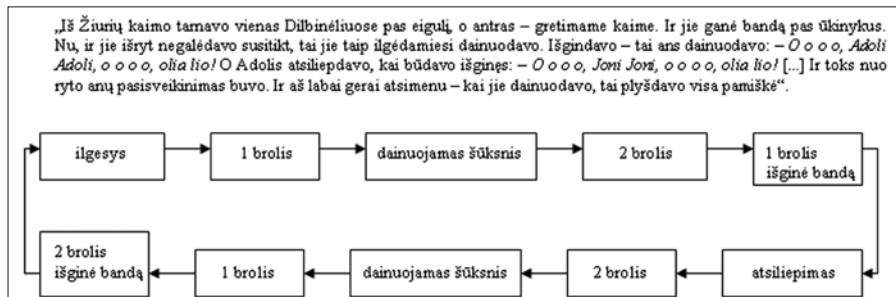 „Iš Žiurių kaimo tarnavo vienas Dilbinėliuose pas eigulį, o antras – gretimame kaime. Ir jie ganė bandą pas ūkinykus.
Nu, ir jie išryt negalėdavo susitikt, tai jie taip ilgėdamiesi dainuodavo. Išgindavo – tai ans dainuodavo: – O o o o, Adoli
Adoli, o o o o, olia lio! O Adolis atsiliepdavo, kai būdavo išginęs: – O o o o, Joni Joni, o o o o, olia lio! [...] Ir toks nuo
ryto anų pasisveikinimas buvo. Ir aš labai gerai atsimenu – kai jie dainuodavo, tai plyšdavo visa pamiškė“.
ilgesys
1 brolis
dainuojamas šūksnis
2 brolis
1 brolis
išginė bandą
2 brolis
išginė bandą
1 brolis
dainuojamas šūksnis
2 brolis
atsiliepimas